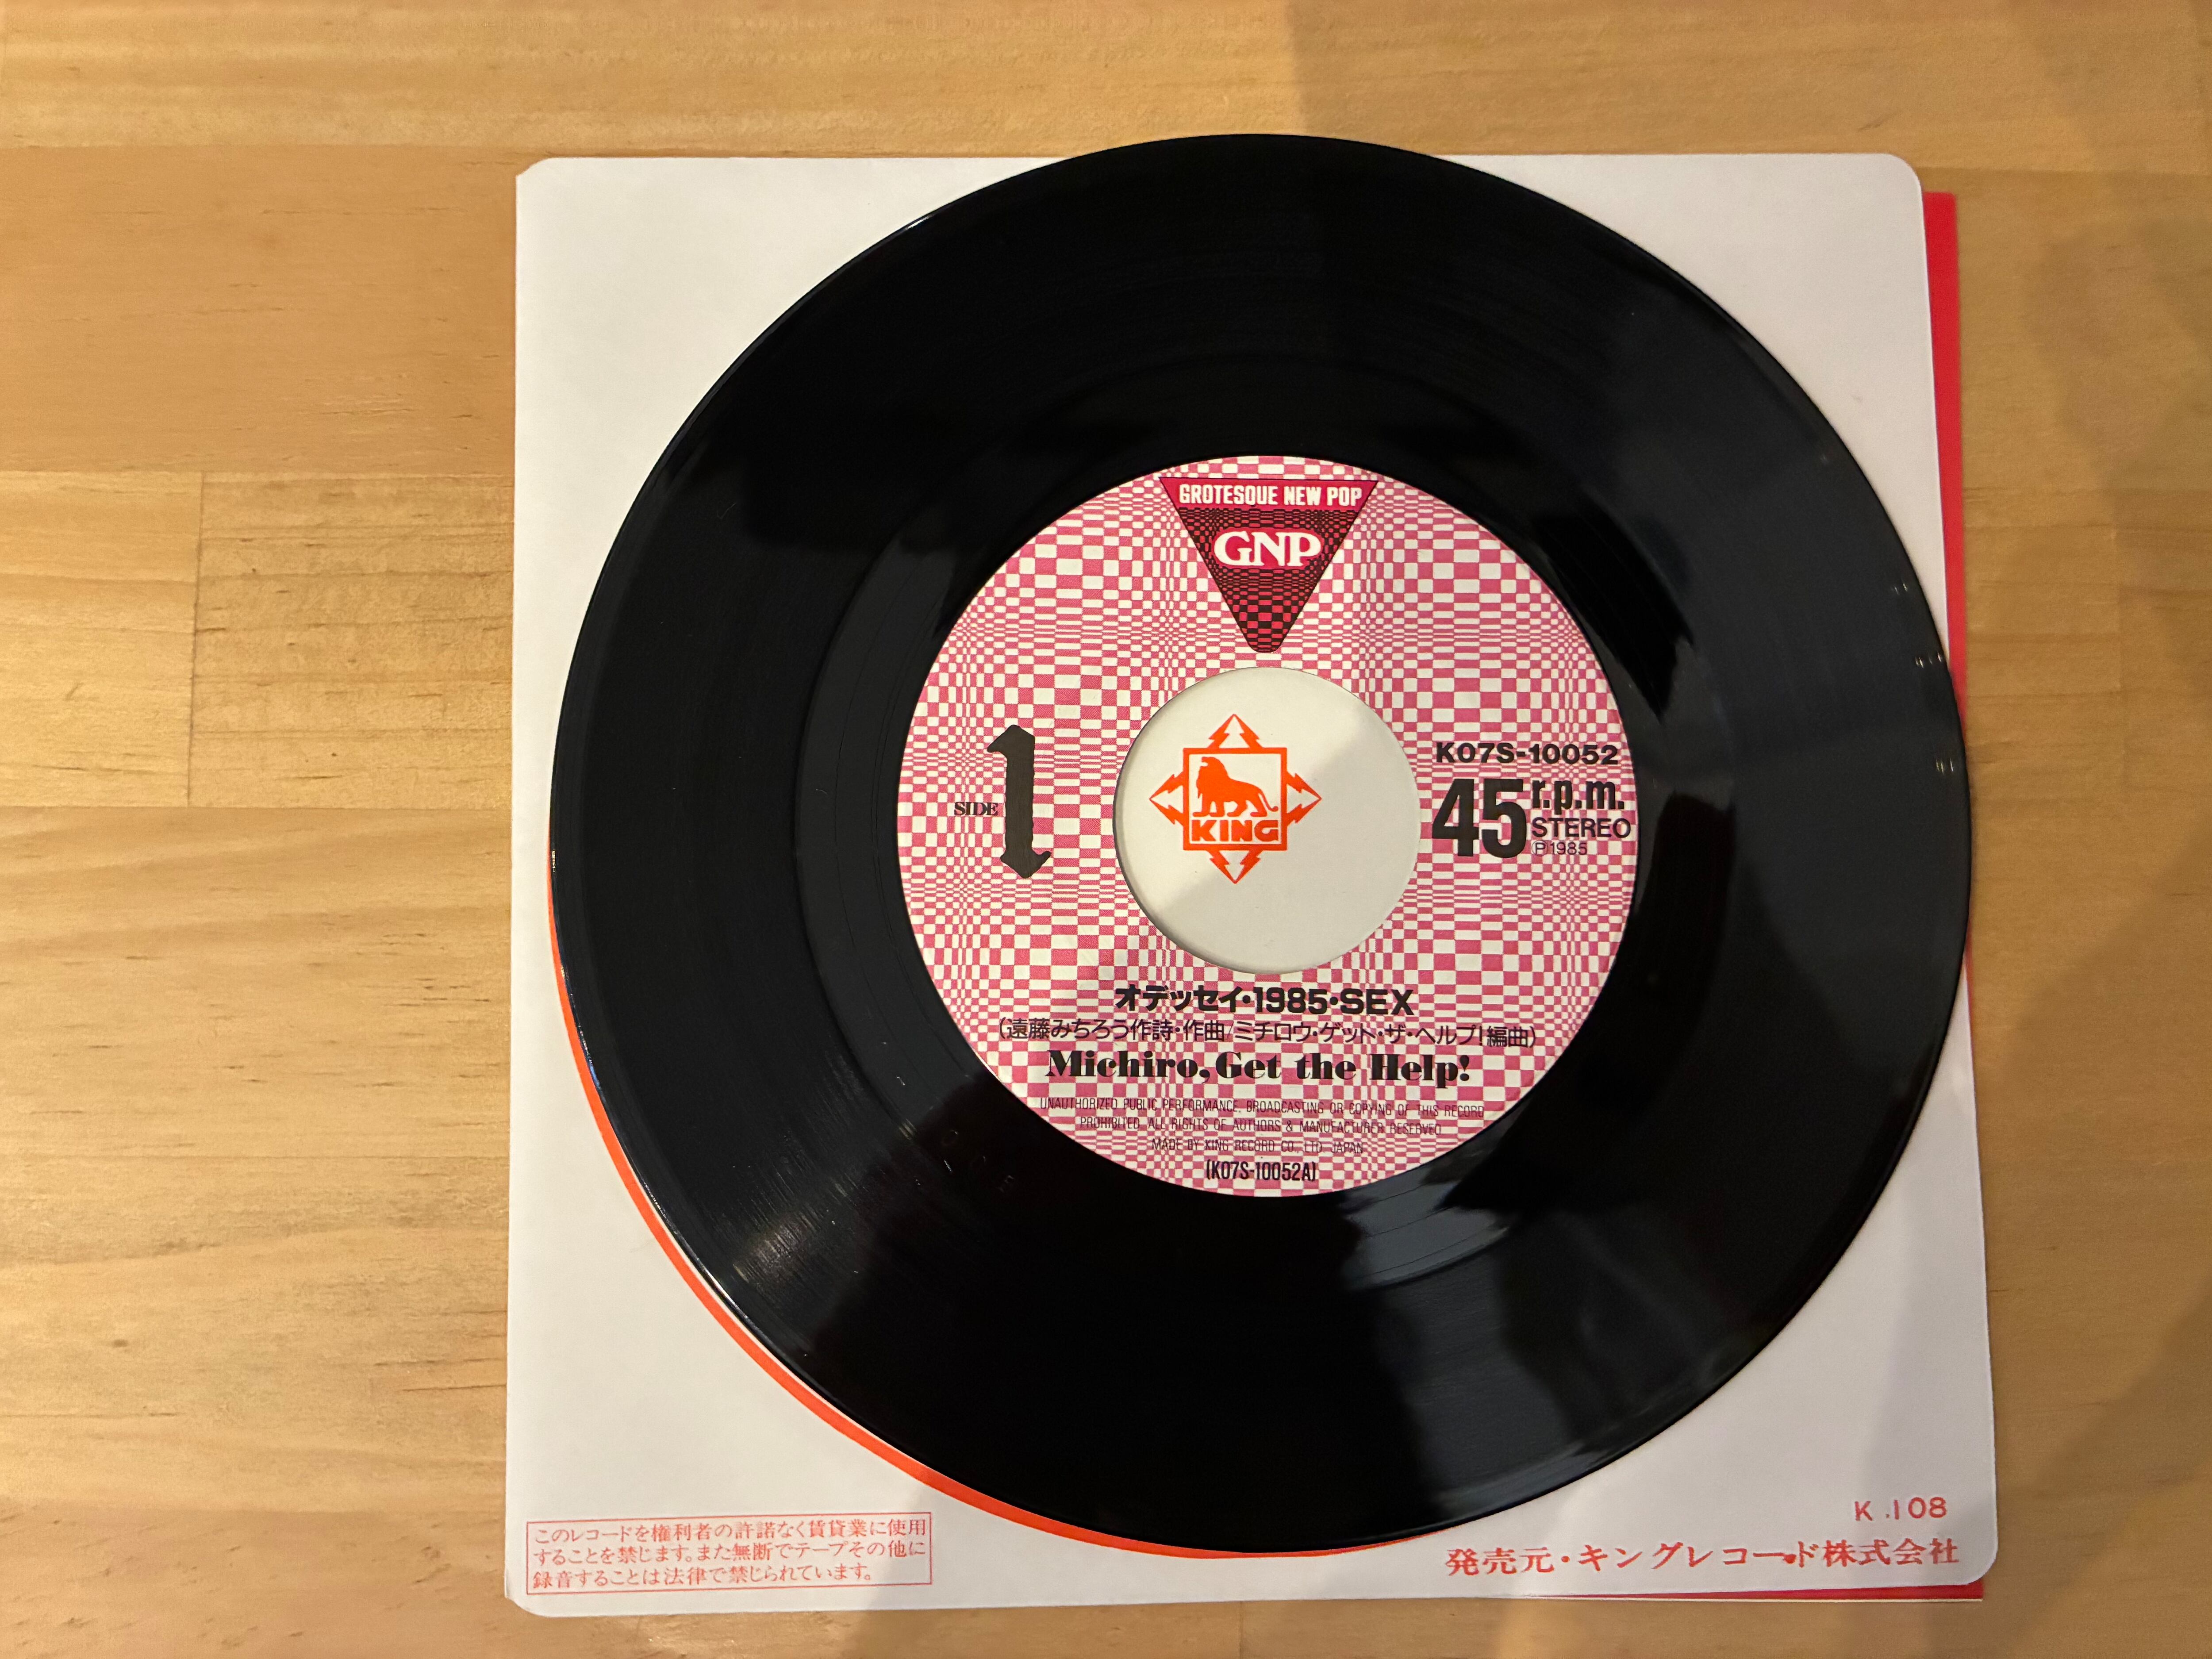 GROTESQUE NEW POP
GNP
SIDE 1
KING
K07S-10052
45 r.p.m.
STEREO
Ⓟ1985
オデッセイ・1985・SEX
(遠藤みちろう作詩・作曲/ミチロウ・ゲット・ザ・ヘルプ!編曲)
Michiro,Get the Help!
UNAUTHORIZED PUBLIC PERFORMANCE, BROADCASTING OR COPYING OF THIS RECORD
PROHIBITED. ALL RIGHTS OF AUTHORS & MANUFACTURER RESERVED
MADE BY KING RECORD CO., LTD. JAPAN
(K07S-10052A)
このレコードを権利者の許諾なく賃貸業に使用
することを禁じます。また無断でテープその他に
録音することは法律で禁じられています。
K .108
発売元・キングレコード株式会社